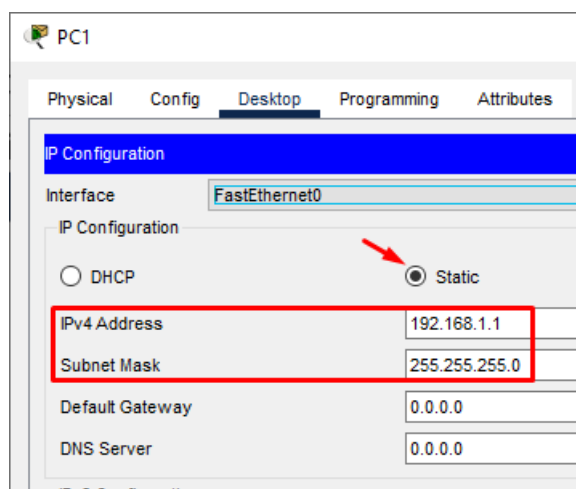 PC1
Physical Config Desktop Programming Attributes
IP Configuration
Interface FastEthernet0
IP Configuration
DHCP Static
IPv4 Address 192.168.1.1
Subnet Mask 255.255.255.0
Default Gateway 0.0.0.0
DNS Server 0.0.0.0